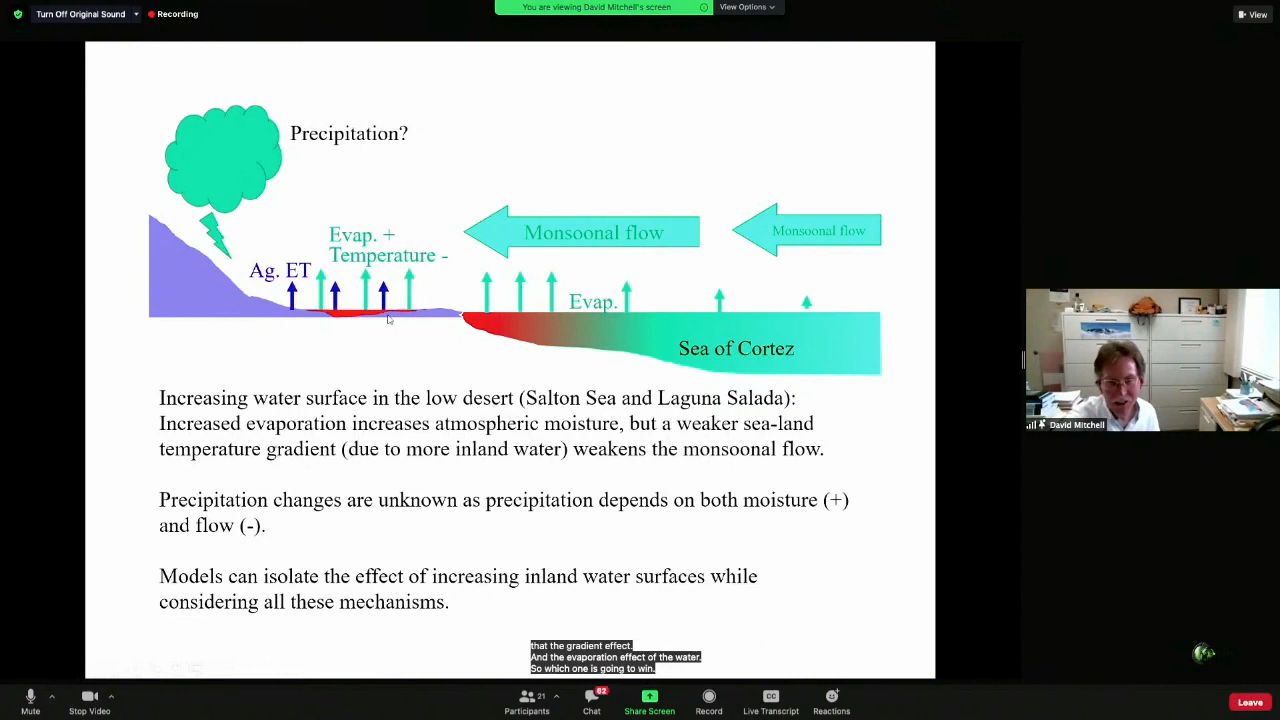 Turn Off Original Sound
Recording
You are viewing David Mitchell's screen
View Options
View
Precipitation?
Monsoonal flow
Monsoonal flow
Evap. +
Temperature -
Ag. ET
Evap.
Sea of Cortez
Increasing water surface in the low desert (Salton Sea and Laguna Salada):
Increased evaporation increases atmospheric moisture, but a weaker sea-land
temperature gradient (due to more inland water) weakens the monsoonal flow.
Precipitation changes are unknown as precipitation depends on both moisture (+)
and flow (-).
Models can isolate the effect of increasing inland water surfaces while
considering all these mechanisms.
David Mitchell
that the gradient effect.
And the evaporation effect of the water.
So which one is going to win.
Mute
Stop Video
21
Participants
62
Chat
Share Screen
Record
CC
Live Transcript
Reactions
Leave